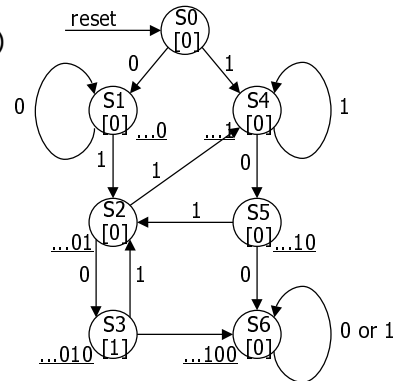 reset
S0
[0]
)
0 1
0 S1 S4 1
[0] ...0 ...1 [0]
1 1 0
S2 1 S5
[0] [0]
...01 ...10
0 1 0
S3 S6 0 or 1
[1] [0]
...010 ...100